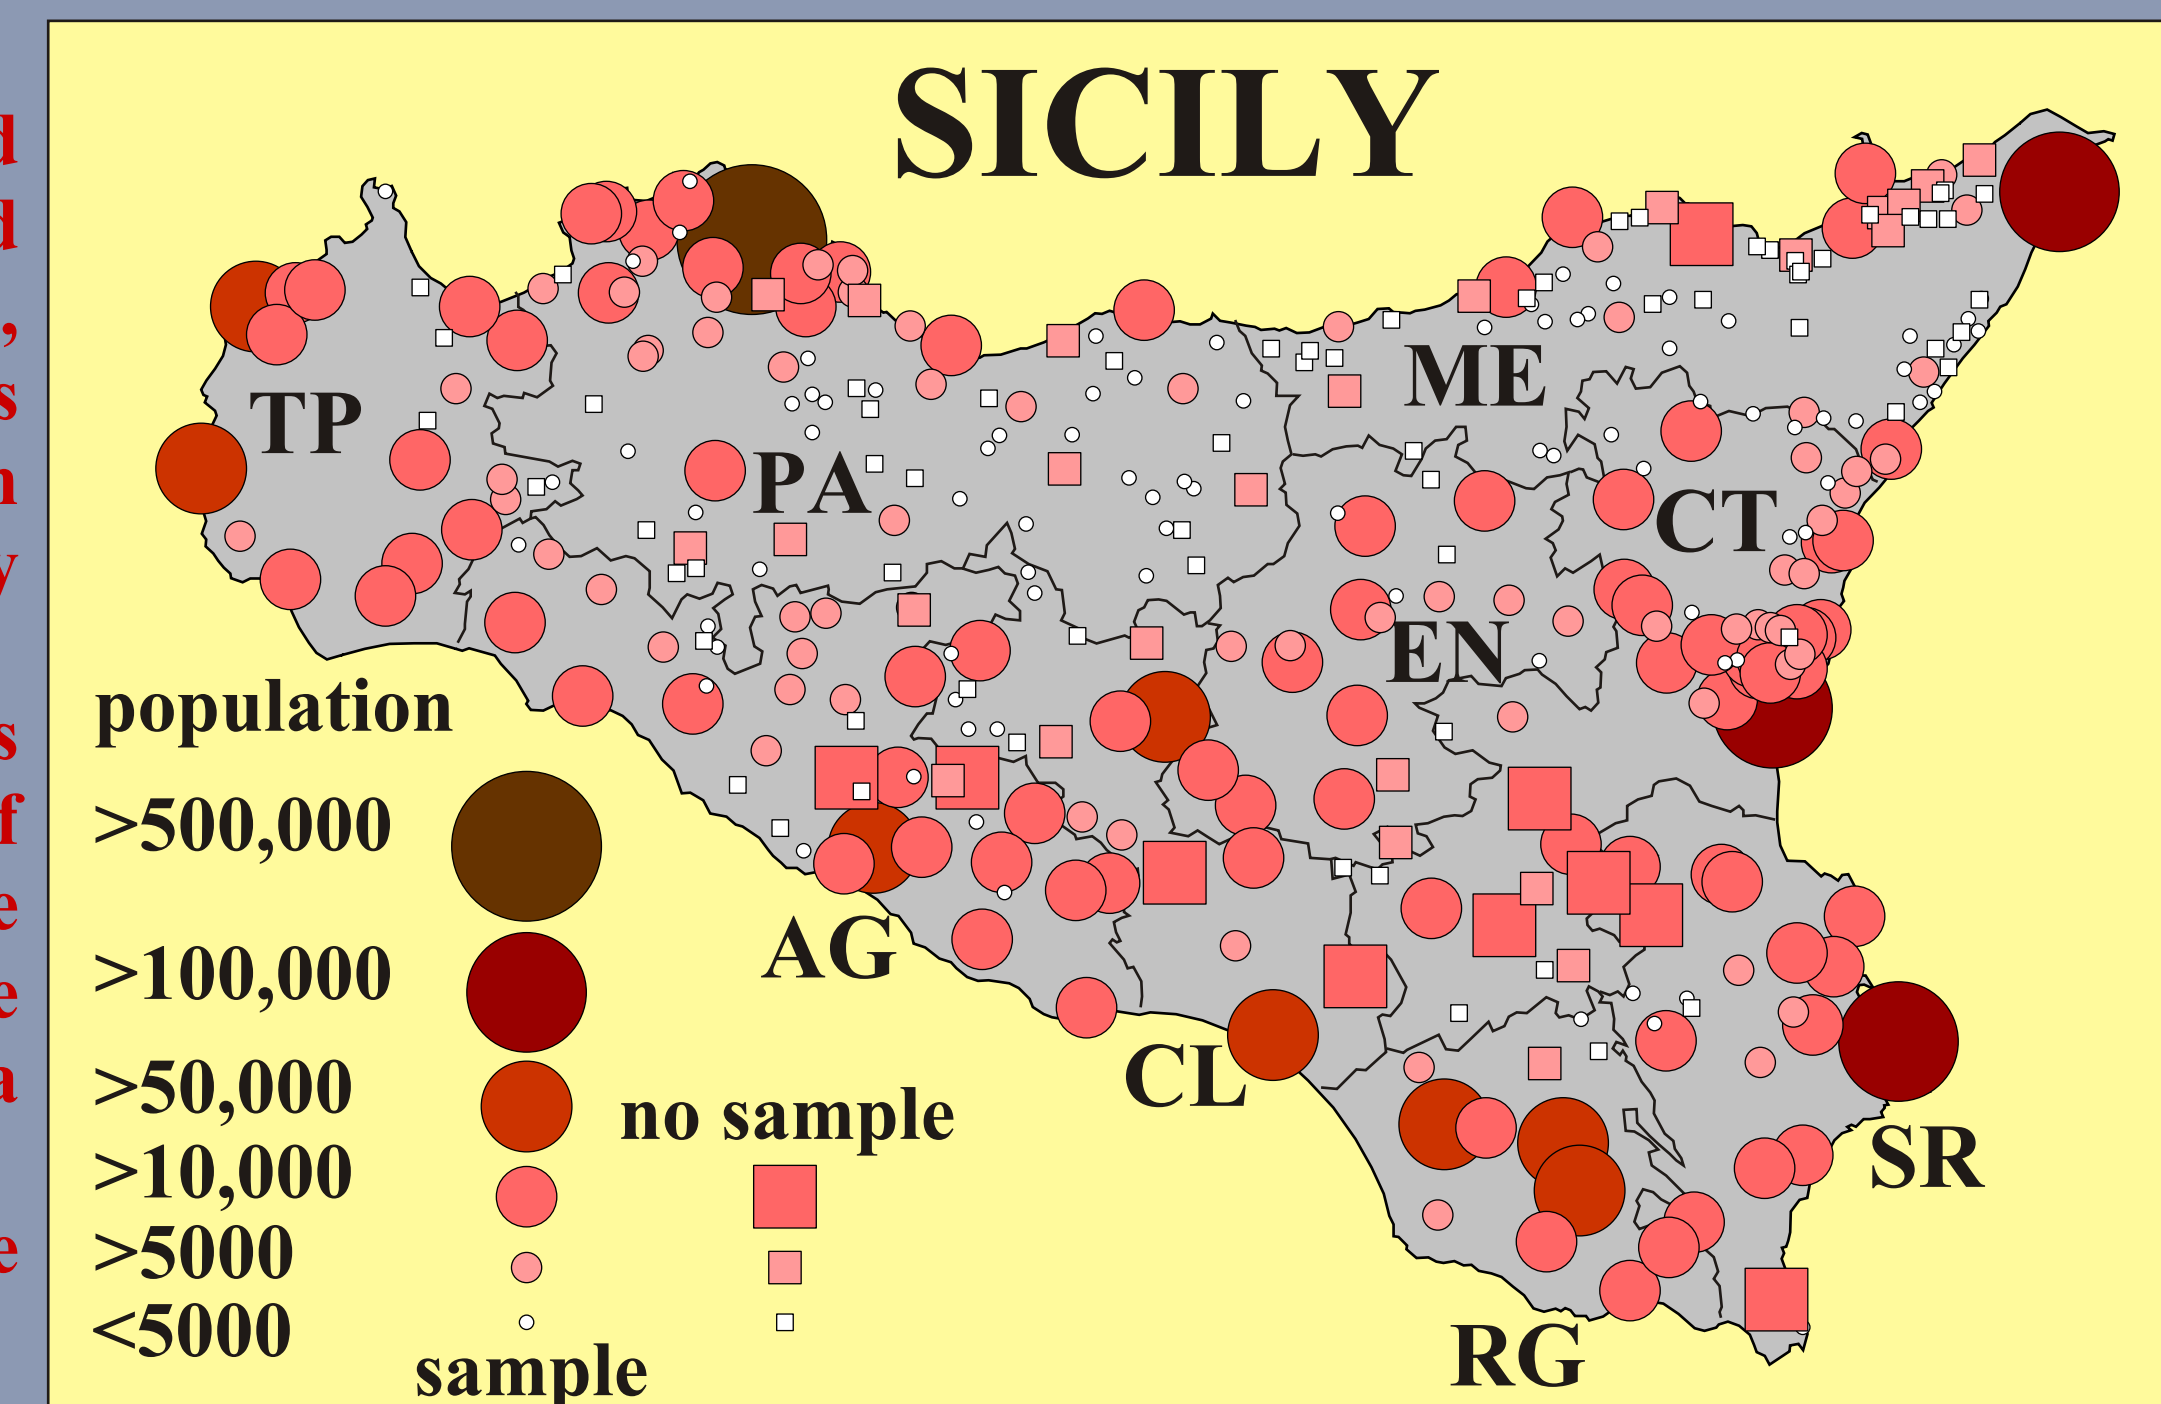 SICILY
d
d
,
s
n
y
s
f
e
e
a
e
TP
PA
ME
CT
EN
AG
CL
SR
RG
population
>500,000
>100,000
>50,000
>10,000
>5000
<5000
no sample
sample